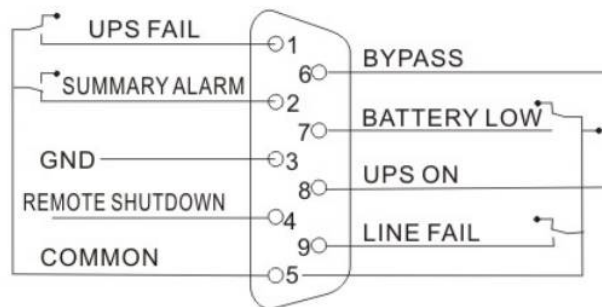 UPS FAIL
1
6
BYPASS
SUMMARY ALARM
2
7
BATTERY LOW
GND
3
8
UPS ON
REMOTE SHUTDOWN
4
9
LINE FAIL
COMMON
5